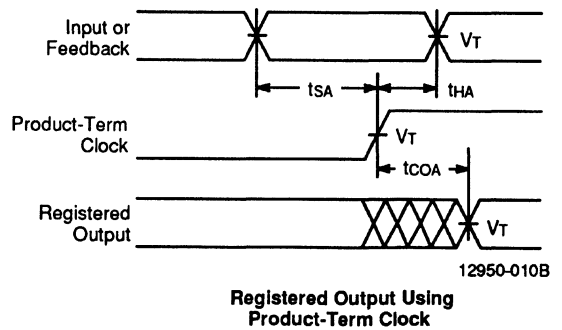 Input or
Feedback
VT
tSA
tHA
Product-Term
Clock
VT
tCOA
Registered
Output
VT
12950-010B
Registered Output Using
Product-Term Clock